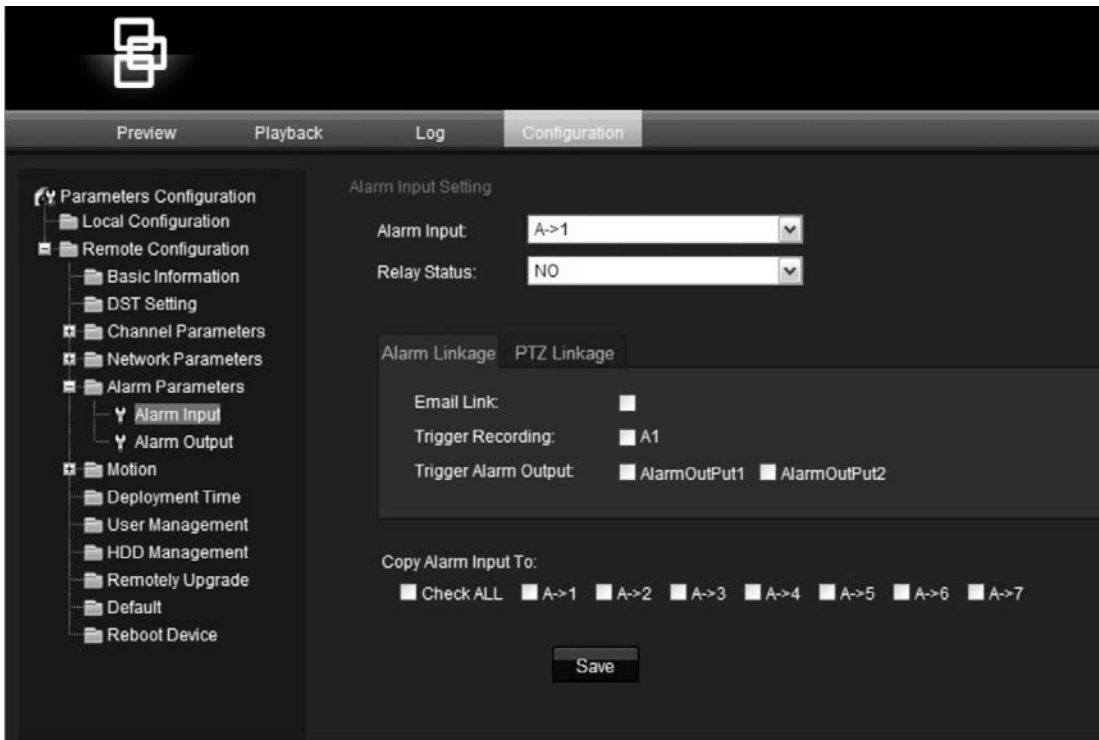 Preview Playback Log Configuration
Parameters Configuration
Local Configuration
Remote Configuration
Basic Information
DST Setting
Channel Parameters
Network Parameters
Alarm Parameters
Alarm Input
Alarm Output
Motion
Deployment Time
User Management
HDD Management
Remotely Upgrade
Default
Reboot Device
Alarm Input Setting
Alarm Input: A->1
Relay Status: NO
Alarm Linkage PTZ Linkage
Email Link:
Trigger Recording: A1
Trigger Alarm Output: AlarmOutPut1 AlarmOutPut2
Copy Alarm Input To:
Check ALL A->1 A->2 A->3 A->4 A->5 A->6 A->7
Save